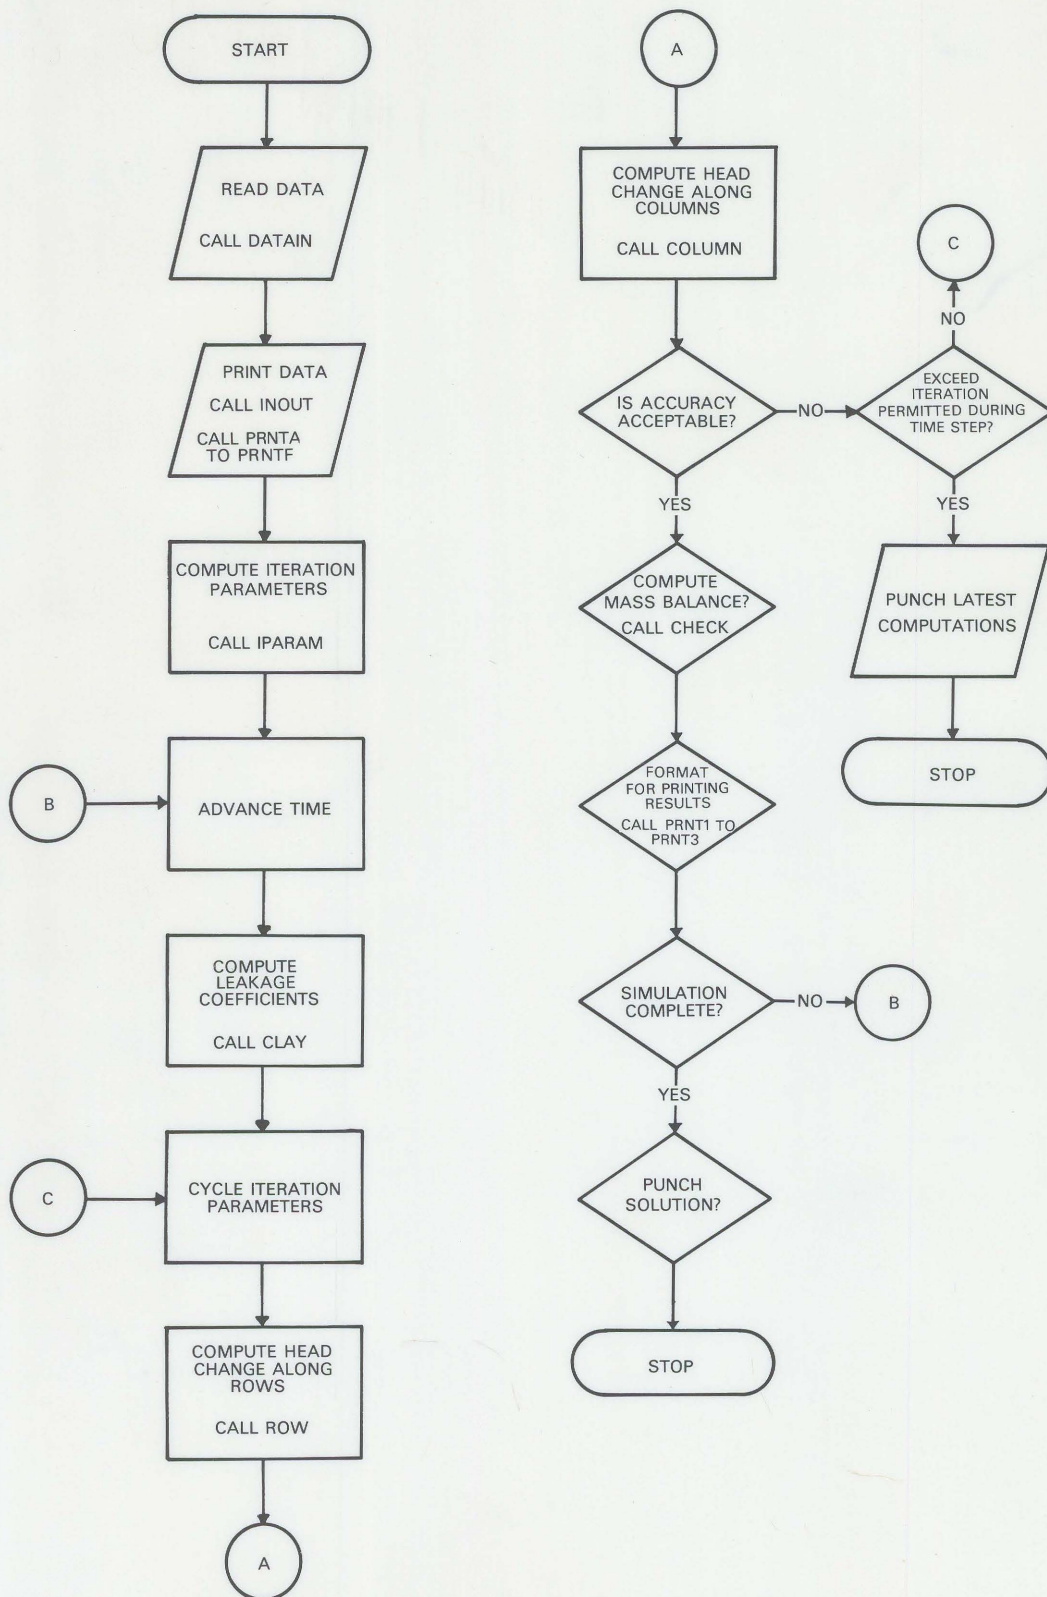 START
READ DATA
CALL DATAIN
PRINT DATA
CALL INOUT
CALL PRNTA
TO PRNTF
COMPUTE ITERATION
PARAMETERS
CALL IPARAM
B
ADVANCE TIME
COMPUTE
LEAKAGE
COEFFICIENTS
CALL CLAY
C
CYCLE ITERATION
PARAMETERS
COMPUTE HEAD
CHANGE ALONG
ROWS
CALL ROW
A
A
COMPUTE HEAD
CHANGE ALONG
COLUMNS
CALL COLUMN
IS ACCURACY
ACCEPTABLE?
NO
EXCEED
ITERATION
PERMITTED DURING
TIME STEP?
NO
C
YES
PUNCH LATEST
COMPUTATIONS
STOP
YES
COMPUTE
MASS BALANCE?
CALL CHECK
FORMAT
FOR PRINTING
RESULTS
CALL PRNT1 TO
PRNT3
SIMULATION
COMPLETE?
NO
B
YES
PUNCH
SOLUTION?
STOP